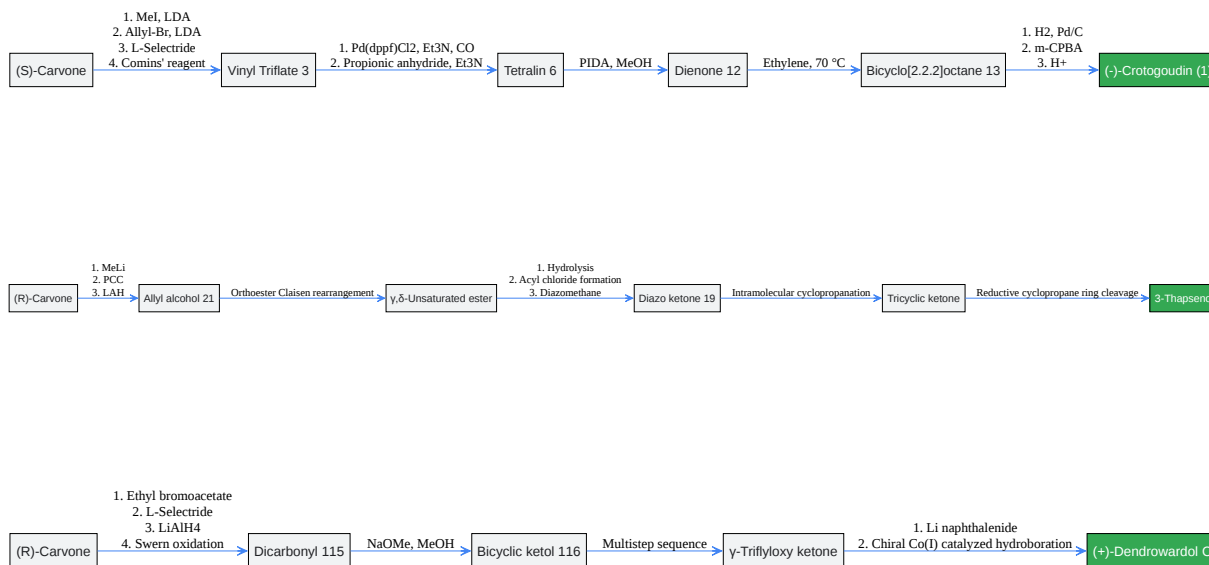 1. MeI, LDA
2. Allyl-Br, LDA
3. L-Selectride
4. Comins' reagent
1. Pd(dppf)Cl2, Et3N, CO
2. Propionic anhydride, Et3N
PIDA, MeOH
Ethylene, 70 °C
1. H2, Pd/C
2. m-CPBA
3. H+
(S)-Carvone
Vinyl Triflate 3
Tetralin 6
Dienone 12
Bicyclo[2.2.2]octane 13
(-)-Crotogoudin (1)
1. MeLi
2. PCC
3. LAH
Orthoester Claisen rearrangement
1. Hydrolysis
2. Acyl chloride formation
3. Diazomethane
Intramolecular cyclopropanation
Reductive cyclopropane ring cleavage
(R)-Carvone
Allyl alcohol 21
γ,δ-Unsaturated ester
Diazo ketone 19
Tricyclic ketone
3-Thapseno
1. Ethyl bromoacetate
2. L-Selectride
3. LiAlH4
4. Swern oxidation
NaOMe, MeOH
Multistep sequence
1. Li naphthalenide
2. Chiral Co(I) catalyzed hydroboration
(R)-Carvone
Dicarbonyl 115
Bicyclic ketol 116
γ-Triflyloxy ketone
(+)-Dendrowardol C